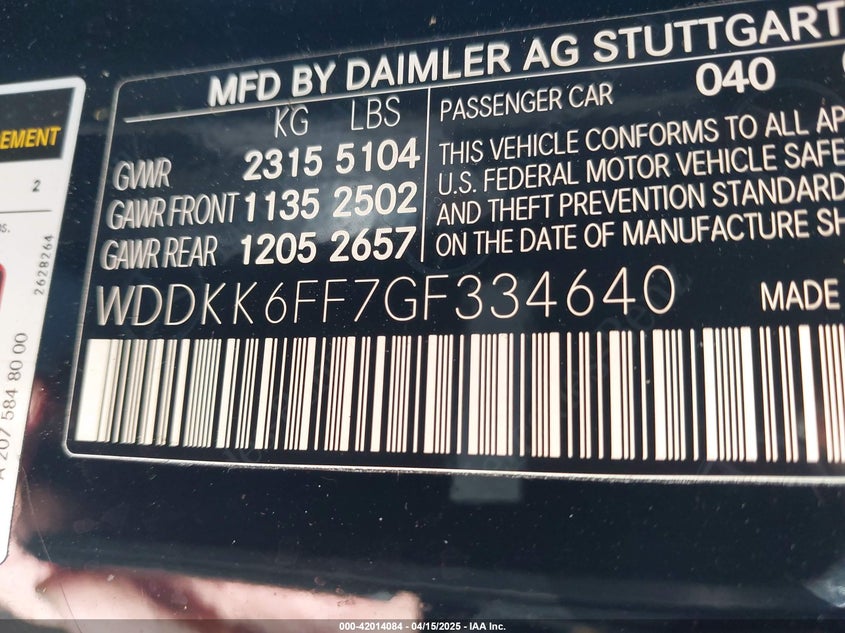 MFD BY DAIMLER AG STUTTGART
KG LBS
GVWR 2315 5104
GAWR FRONT 1135 2502
GAWR REAR 1205 2657
PASSENGER CAR 040
THIS VEHICLE CONFORMS TO ALL AP
U.S. FEDERAL MOTOR VEHICLE SAFE
AND THEFT PREVENTION STANDARD
ON THE DATE OF MANUFACTURE SH
WDDKK6FF7GF334640
MADE
EMENT
2
2628264
A 207 584 80 00
000-42014084 - 04/15/2025 - IAA Inc.